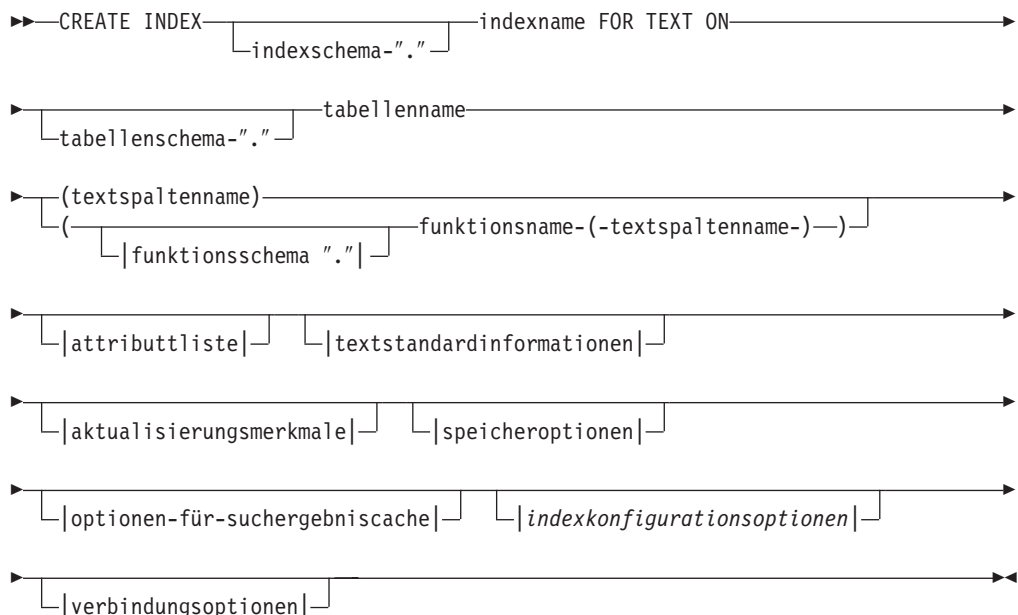 CREATE INDEX indexname FOR TEXT ON
indexschema-"."
tabellenname
tabellenschema-"."
(textspaltenname)
( funktionsname-(-textspaltenname-) )
|funktionsschema "."|
|attributtliste| |textstandardinformationen|
|aktualisierungsmerkmale| |speicheroptionen|
|optionen-für-suchergebniscache| |indexkonfigurationsoptionen|
|verbindungsoptionen|